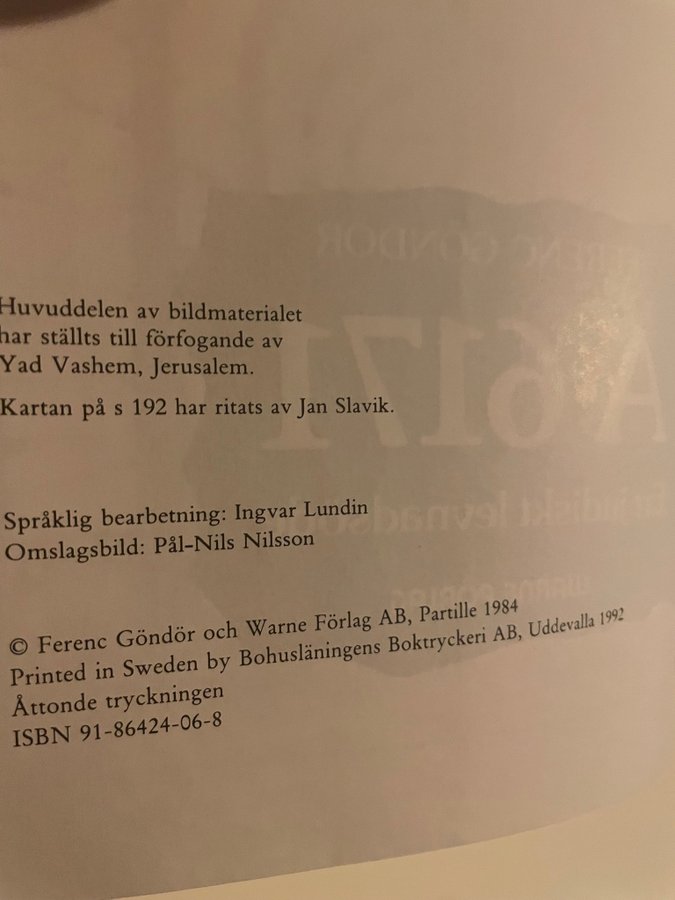 Huvuddelen av bildmaterialet
har ställts till förfogande av
Yad Vashem, Jerusalem.
Kartan på s 192 har ritats av Jan Slavik.
Språklig bearbetning: Ingvar Lundin
Omslagsbild: Pål-Nils Nilsson
© Ferenc Göndör och Warne Förlag AB, Partille 1984
Printed in Sweden by Bohusläningens Boktryckeri AB, Uddevalla 1992
Åttonde tryckningen
ISBN 91-86424-06-8